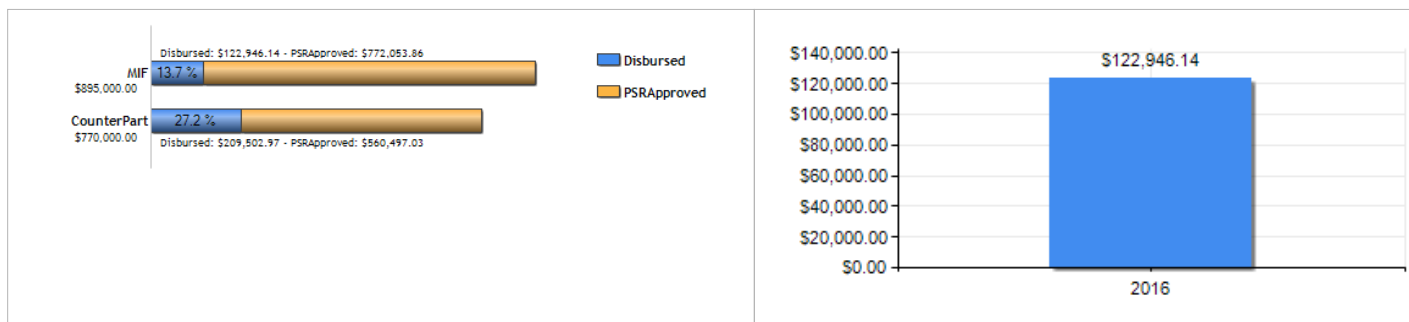 Disbursed: $122,946.14 - PSRApproved: $772,053.86
MIF 13.7 %
$895,000.00
CounterPart 27.2 %
$770,000.00
Disbursed: $209,502.97 - PSRApproved: $560,497.03
Disbursed
PSRApproved
$140,000.00
$122,946.14
$120,000.00
$100,000.00
$80,000.00
$60,000.00
$40,000.00
$20,000.00
$0.00
2016